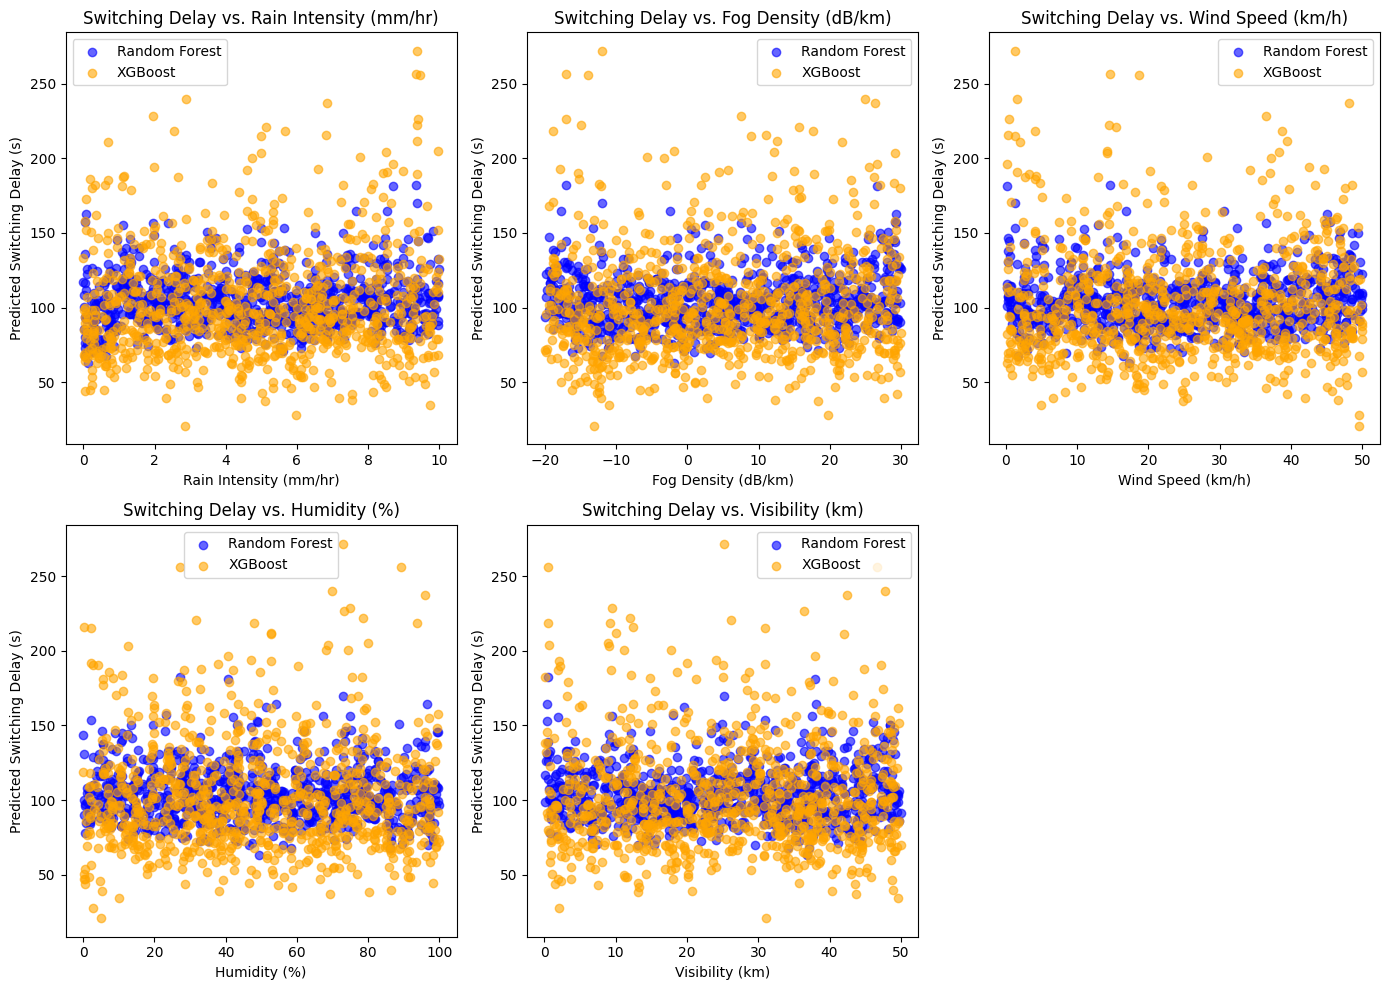 Switching Delay vs. Rain Intensity (mm/hr)
Random Forest
XGBoost
Predicted Switching Delay (s)
250
200
150
100
50
0 2 4 6 8 10
Rain Intensity (mm/hr)
Switching Delay vs. Fog Density (dB/km)
Random Forest
XGBoost
Predicted Switching Delay (s)
250
200
150
100
50
−20 −10 0 10 20 30
Fog Density (dB/km)
Switching Delay vs. Wind Speed (km/h)
Random Forest
XGBoost
Predicted Switching Delay (s)
250
200
150
100
50
0 10 20 30 40 50
Wind Speed (km/h)
Switching Delay vs. Humidity (%)
Random Forest
XGBoost
Predicted Switching Delay (s)
250
200
150
100
50
0 20 40 60 80 100
Humidity (%)
Switching Delay vs. Visibility (km)
Random Forest
XGBoost
Predicted Switching Delay (s)
250
200
150
100
50
0 10 20 30 40 50
Visibility (km)